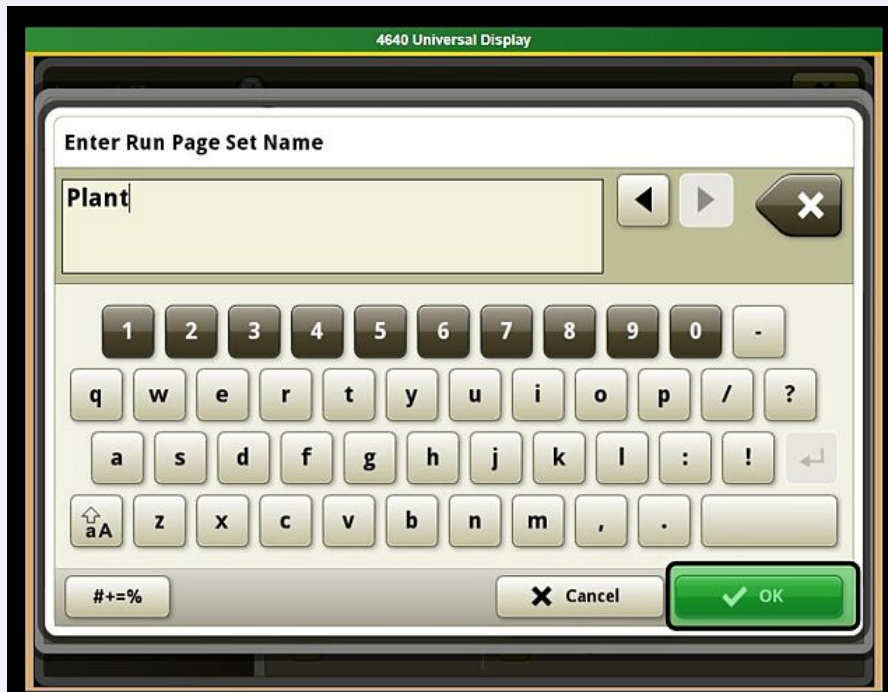 4640 Universal Display
Enter Run Page Set Name
Plant
1 2 3 4 5 6 7 8 9 0 -
q w e r t y u i o p / ?
a s d f g h j k l : !
aA z x c v b n m , .
#+=% Cancel OK